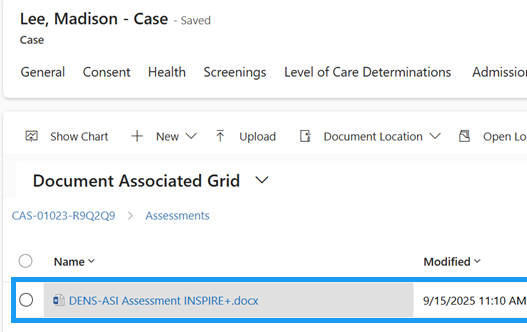 Lee, Madison - Case - Saved
Case
General Consent Health Screenings Level of Care Determinations Admission
Show Chart New Upload Document Location Open Lo
Document Associated Grid
CAS-01023-R9Q2Q9 > Assessments
Name Modified
DENS-ASI Assessment INSPIRE+.docx 9/15/2025 11:10 AM